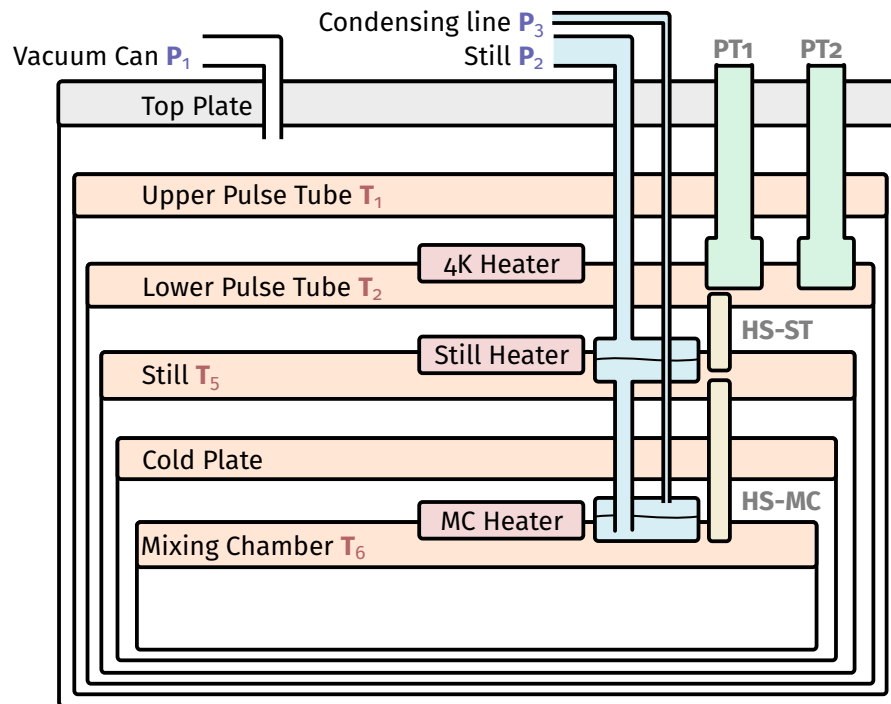 Condensing line P₃
Vacuum Can P₁
Still P₂
PT1
PT2
Top Plate
Upper Pulse Tube T₁
4K Heater
Lower Pulse Tube T₂
HS-ST
Still Heater
Still T₅
Cold Plate
HS-MC
MC Heater
Mixing Chamber T₆